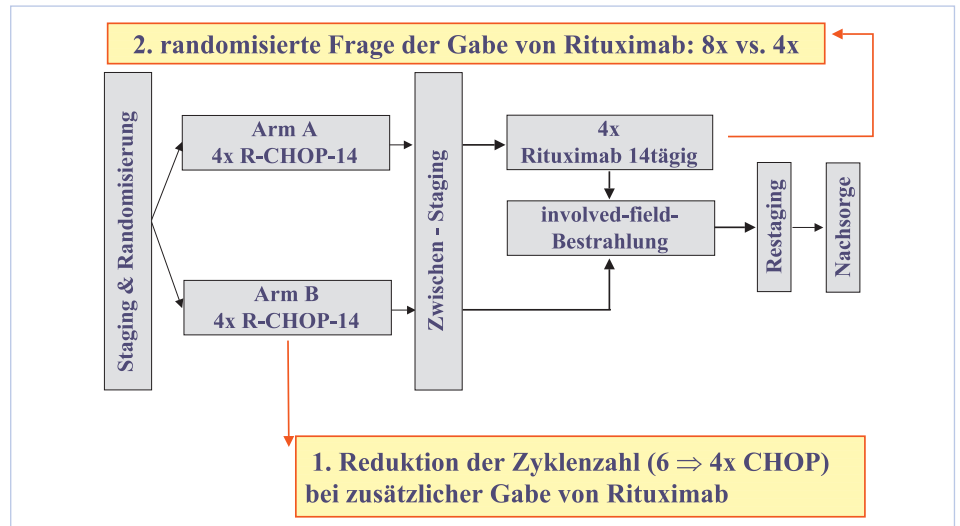 2. randomisierte Frage der Gabe von Rituximab: 8x vs. 4x
Staging & Randomisierung
Arm A
4x R-CHOP-14
Arm B
4x R-CHOP-14
Zwischen - Staging
4x
Rituximab 14tägig
involved-field-
Bestrahlung
Restaging
Nachsorge
1. Reduktion der Zyklenzahl (6 ⇒ 4x CHOP)
bei zusätzlicher Gabe von Rituximab